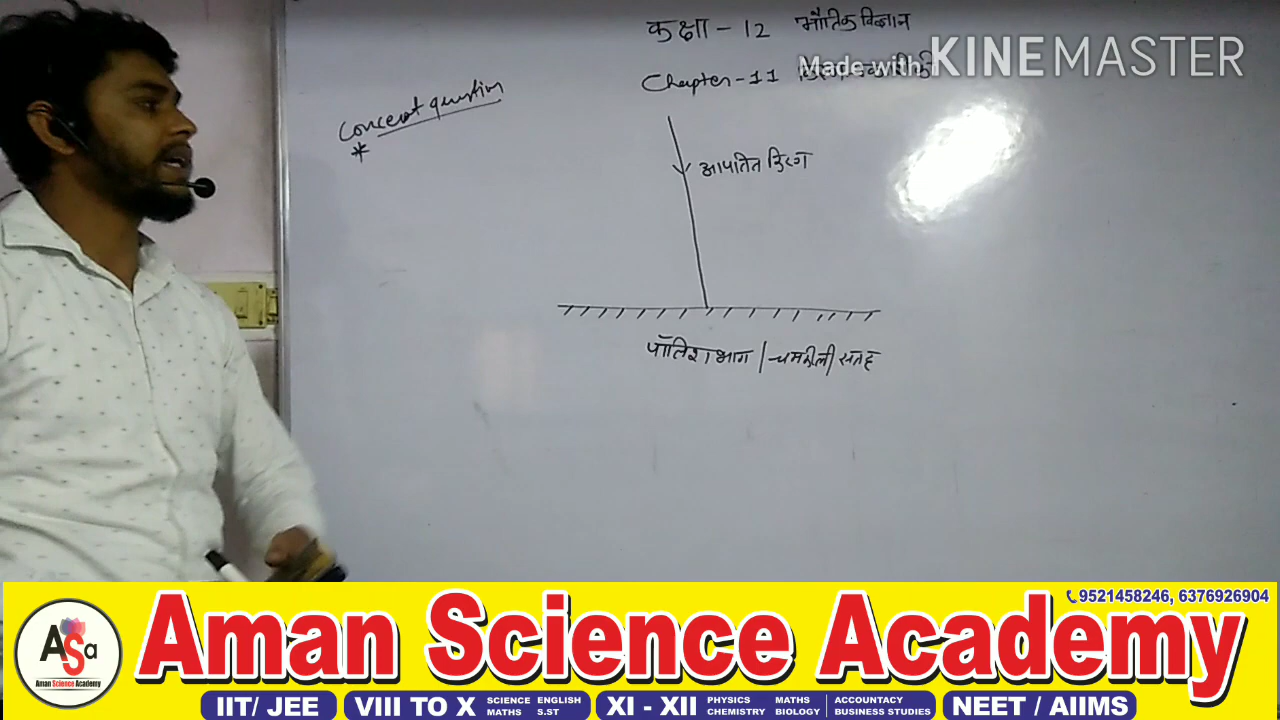 कक्षा - 12 भौतिक विज्ञान
Made with KINEMASTER
Chapter - 11
Concept question
*
आपतित किरण
पॉलिश भाग / चमकीली सतह
9521458246, 6376926904
ASa
Aman Science Academy
Aman Science Academy
IIT/ JEE
VIII TO X SCIENCE ENGLISH MATHS S.ST
XI - XII PHYSICS MATHS CHEMISTRY BIOLOGY ACCOUNTACY BUSINESS STUDIES
NEET / AIIMS